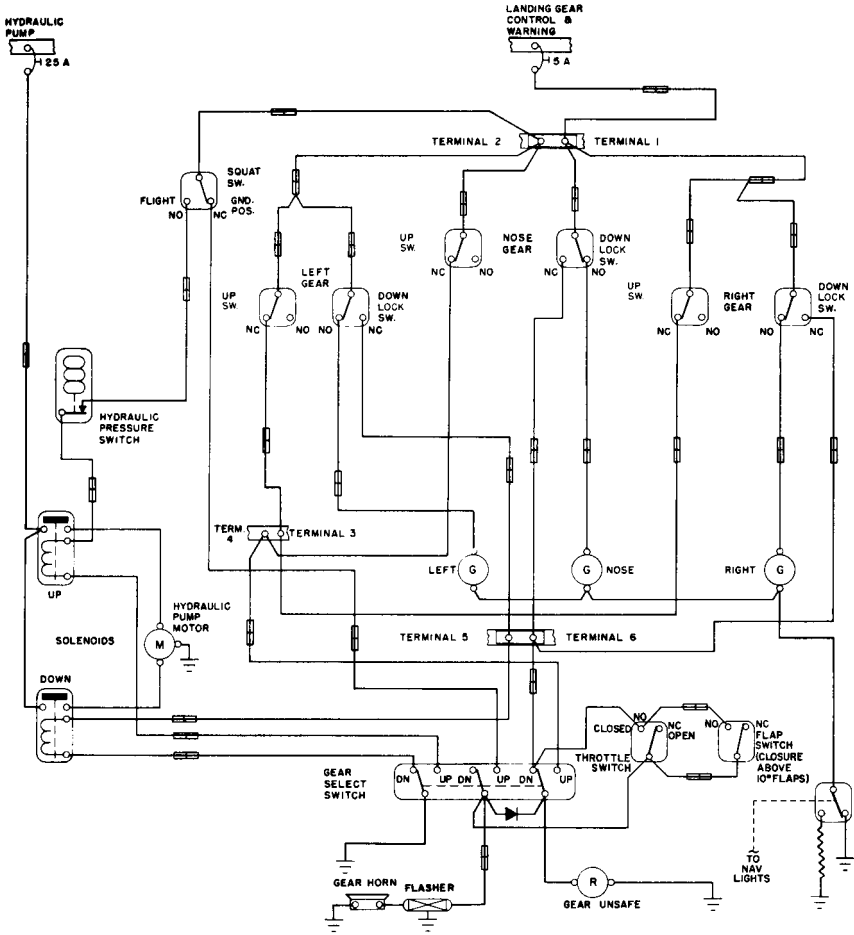 HYDRAULIC
PUMP
25 A
LANDING GEAR
CONTROL &
WARNING
5 A
TERMINAL 2
TERMINAL 1
SQUAT
SW.
FLIGHT
GND.
POS.
NO
NC
UP
SW.
NOSE
GEAR
DOWN
LOCK
SW.
NC
NO
NC
NO
LEFT
GEAR
UP
SW.
DOWN
LOCK
SW.
NC
NO
NO
NC
UP
SW.
RIGHT
GEAR
DOWN
LOCK
SW.
NC
NO
NO
NC
HYDRAULIC
PRESSURE
SWITCH
TERM.
4
TERMINAL 3
LEFT
G
G
NOSE
RIGHT
G
UP
HYDRAULIC
PUMP
MOTOR
SOLENOIDS
M
TERMINAL 5
TERMINAL 6
DOWN
GEAR
SELECT
SWITCH
DN
UP
DN
UP
DN
UP
CLOSED
NO
NC
OPEN
THROTTLE
SWITCH
NO
NC
FLAP
SWITCH
(CLOSURE
ABOVE
10° FLAPS)
TO
NAV
LIGHTS
GEAR HORN
FLASHER
R
GEAR UNSAFE